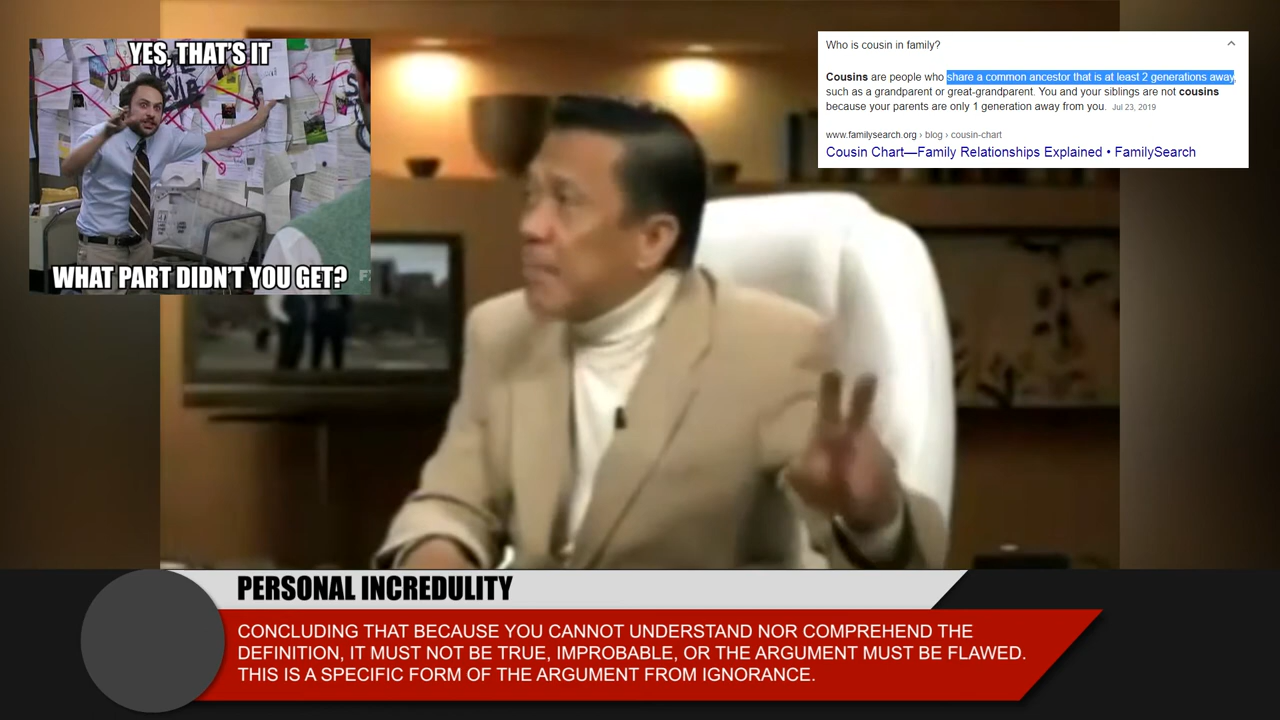 YES, THAT'S IT
WHAT PART DIDN'T YOU GET?
Who is cousin in family?
Cousins are people who share a common ancestor that is at least 2 generations away,
such as a grandparent or great-grandparent. You and your siblings are not cousins
because your parents are only 1 generation away from you. Jul 23, 2019
www.familysearch.org › blog › cousin-chart
Cousin Chart—Family Relationships Explained • FamilySearch
PERSONAL INCREDULITY
CONCLUDING THAT BECAUSE YOU CANNOT UNDERSTAND NOR COMPREHEND THE
DEFINITION, IT MUST NOT BE TRUE, IMPROBABLE, OR THE ARGUMENT MUST BE FLAWED.
THIS IS A SPECIFIC FORM OF THE ARGUMENT FROM IGNORANCE.